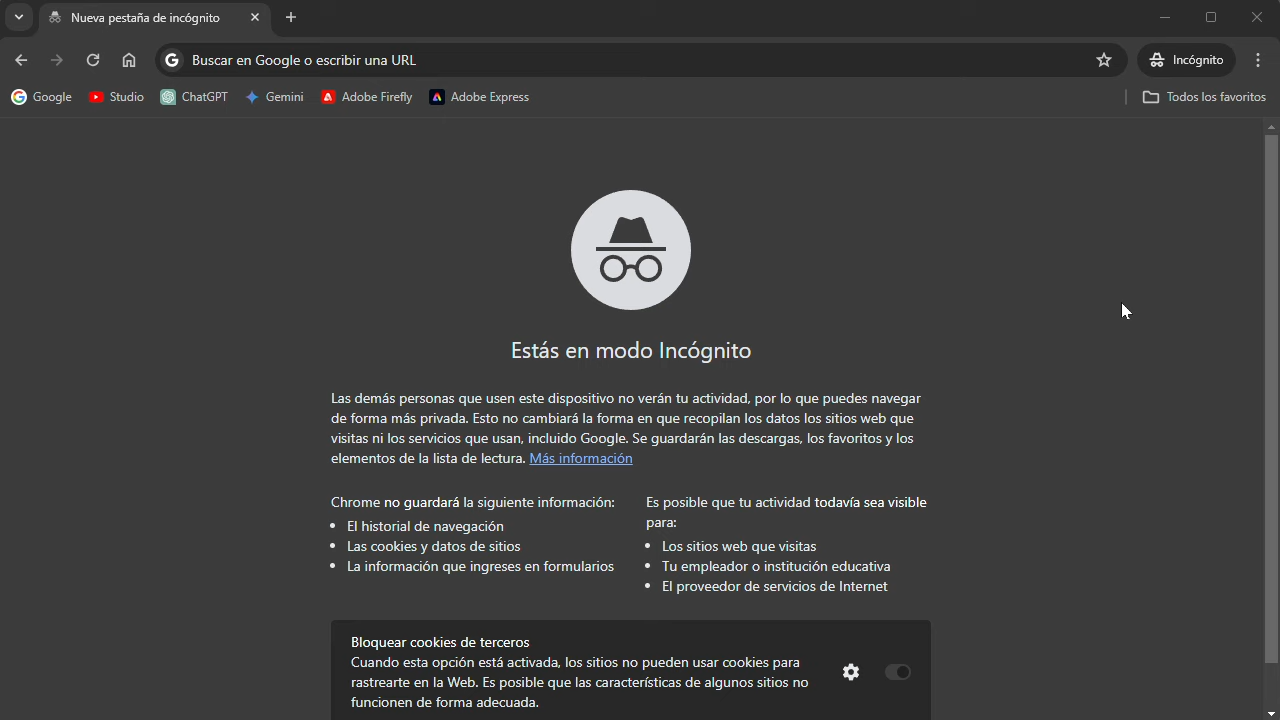 Nueva pestaña de incógnito
Buscar en Google o escribir una URL
Incógnito
Google
Studio
ChatGPT
Gemini
Adobe Firefly
Adobe Express
Todos los favoritos
Estás en modo Incógnito
Las demás personas que usen este dispositivo no verán tu actividad, por lo que puedes navegar
de forma más privada. Esto no cambiará la forma en que recopilan los datos los sitios web que
visitas ni los servicios que usan, incluido Google. Se guardarán las descargas, los favoritos y los
elementos de la lista de lectura. Más información
Chrome no guardará la siguiente información:
• El historial de navegación
• Las cookies y datos de sitios
• La información que ingreses en formularios
Es posible que tu actividad todavía sea visible
para:
• Los sitios web que visitas
• Tu empleador o institución educativa
• El proveedor de servicios de Internet
Bloquear cookies de terceros
Cuando esta opción está activada, los sitios no pueden usar cookies para
rastrearte en la Web. Es posible que las características de algunos sitios no
funcionen de forma adecuada.